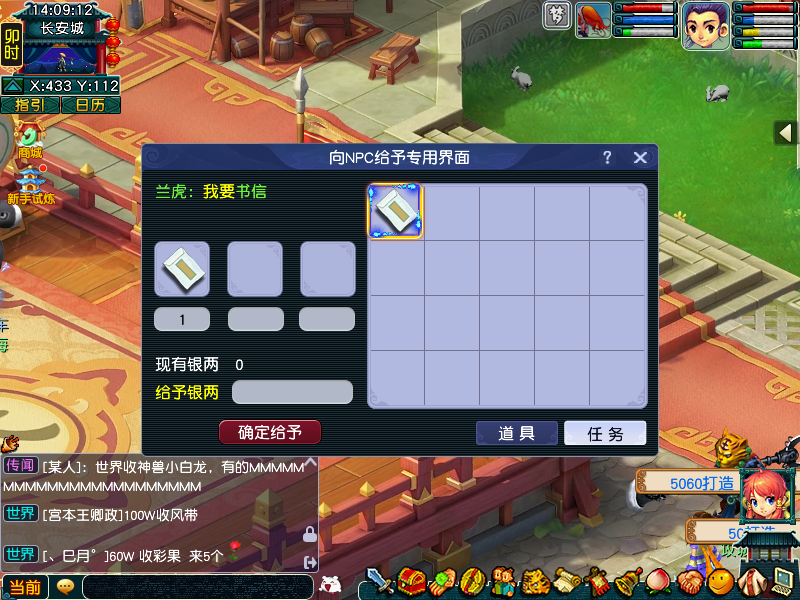 14:09:12
长安城
卯时
X:433 Y:112
指引 日历
商城
新手试炼
梦
向NPC给予专用界面 ?
兰虎：我要书信
1
现有银两 0
给予银两
确定给予
道具 任务
传闻 [某人]：世界收神兽小白龙，有的MMMMM
MMMMMMMMMMMMMMMMMM
世界 [宫本王卿政]100W收风带
世界 [、巳月°]60W 收彩果 来5个
5060打造
当前